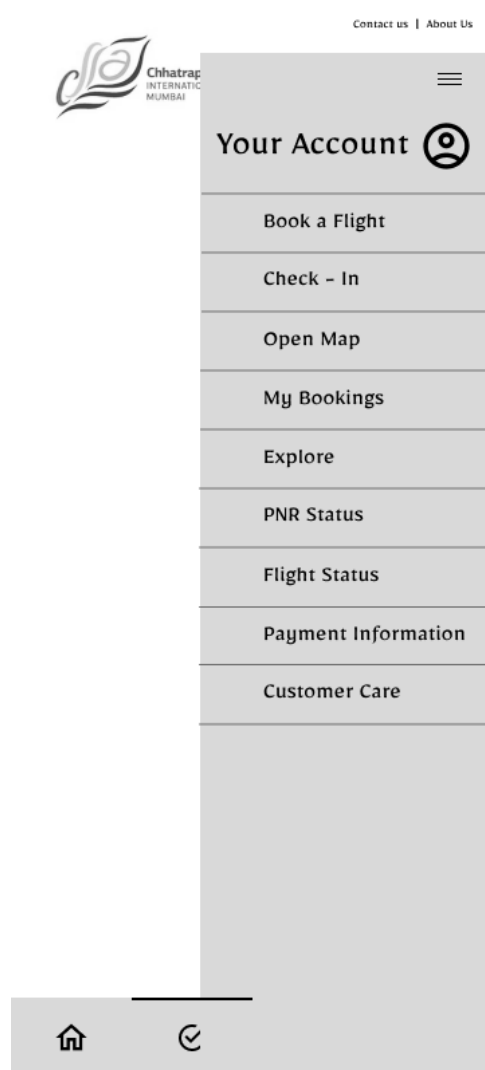 Contact us | About Us
Chhatrap
INTERNATIO
MUMBAI
Your Account
Book a Flight
Check - In
Open Map
My Bookings
Explore
PNR Status
Flight Status
Payment Information
Customer Care